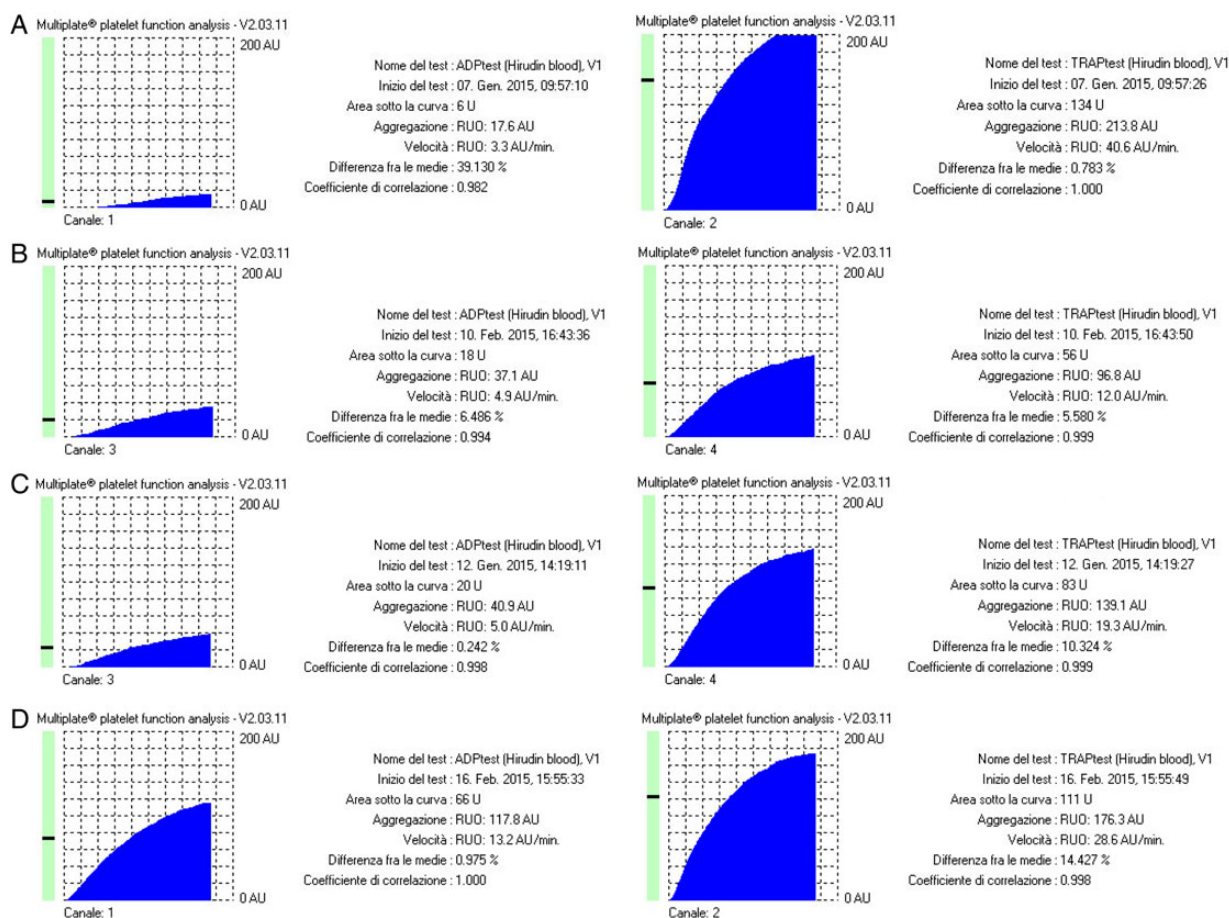 A
Multiplate® platelet function analysis - V2.03.11
200 AU
Nome del test : ADPtest (Hirudin blood), V1
Inizio del test : 07. Gen. 2015, 09:57:10
Area sotto la curva : 6 U
Aggregazione : RUO: 17.6 AU
Velocità : RUO: 3.3 AU/min.
Differenza fra le medie : 39.130 %
Coefficiente di correlazione : 0.982
0 AU
Canale: 1
Multiplate® platelet function analysis - V2.03.11
200 AU
Nome del test : TRAPtest (Hirudin blood), V1
Inizio del test : 07. Gen. 2015, 09:57:26
Area sotto la curva : 134 U
Aggregazione : RUO: 213.8 AU
Velocità : RUO: 40.6 AU/min.
Differenza fra le medie : 0.783 %
Coefficiente di correlazione : 1.000
0 AU
Canale: 2
B
Multiplate® platelet function analysis - V2.03.11
200 AU
Nome del test : ADPtest (Hirudin blood), V1
Inizio del test : 10. Feb. 2015, 16:43:36
Area sotto la curva : 18 U
Aggregazione : RUO: 37.1 AU
Velocità : RUO: 4.9 AU/min.
Differenza fra le medie : 6.486 %
Coefficiente di correlazione : 0.994
0 AU
Canale: 3
Multiplate® platelet function analysis - V2.03.11
200 AU
Nome del test : TRAPtest (Hirudin blood), V1
Inizio del test : 10. Feb. 2015, 16:43:50
Area sotto la curva : 56 U
Aggregazione : RUO: 96.8 AU
Velocità : RUO: 12.0 AU/min.
Differenza fra le medie : 5.580 %
Coefficiente di correlazione : 0.999
0 AU
Canale: 4
C
Multiplate® platelet function analysis - V2.03.11
200 AU
Nome del test : ADPtest (Hirudin blood), V1
Inizio del test : 12. Gen. 2015, 14:19:11
Area sotto la curva : 20 U
Aggregazione : RUO: 40.9 AU
Velocità : RUO: 5.0 AU/min.
Differenza fra le medie : 0.242 %
Coefficiente di correlazione : 0.998
0 AU
Canale: 3
Multiplate® platelet function analysis - V2.03.11
200 AU
Nome del test : TRAPtest (Hirudin blood), V1
Inizio del test : 12. Gen. 2015, 14:19:27
Area sotto la curva : 83 U
Aggregazione : RUO: 139.1 AU
Velocità : RUO: 19.3 AU/min.
Differenza fra le medie : 10.324 %
Coefficiente di correlazione : 0.999
0 AU
Canale: 4
D
Multiplate® platelet function analysis - V2.03.11
200 AU
Nome del test : ADPtest (Hirudin blood), V1
Inizio del test : 16. Feb. 2015, 15:55:33
Area sotto la curva : 66 U
Aggregazione : RUO: 117.8 AU
Velocità : RUO: 13.2 AU/min.
Differenza fra le medie : 0.975 %
Coefficiente di correlazione : 1.000
0 AU
Canale: 1
Multiplate® platelet function analysis - V2.03.11
200 AU
Nome del test : TRAPtest (Hirudin blood), V1
Inizio del test : 16. Feb. 2015, 15:55:49
Area sotto la curva : 111 U
Aggregazione : RUO: 176.3 AU
Velocità : RUO: 28.6 AU/min.
Differenza fra le medie : 14.427 %
Coefficiente di correlazione : 0.998
0 AU
Canale: 2